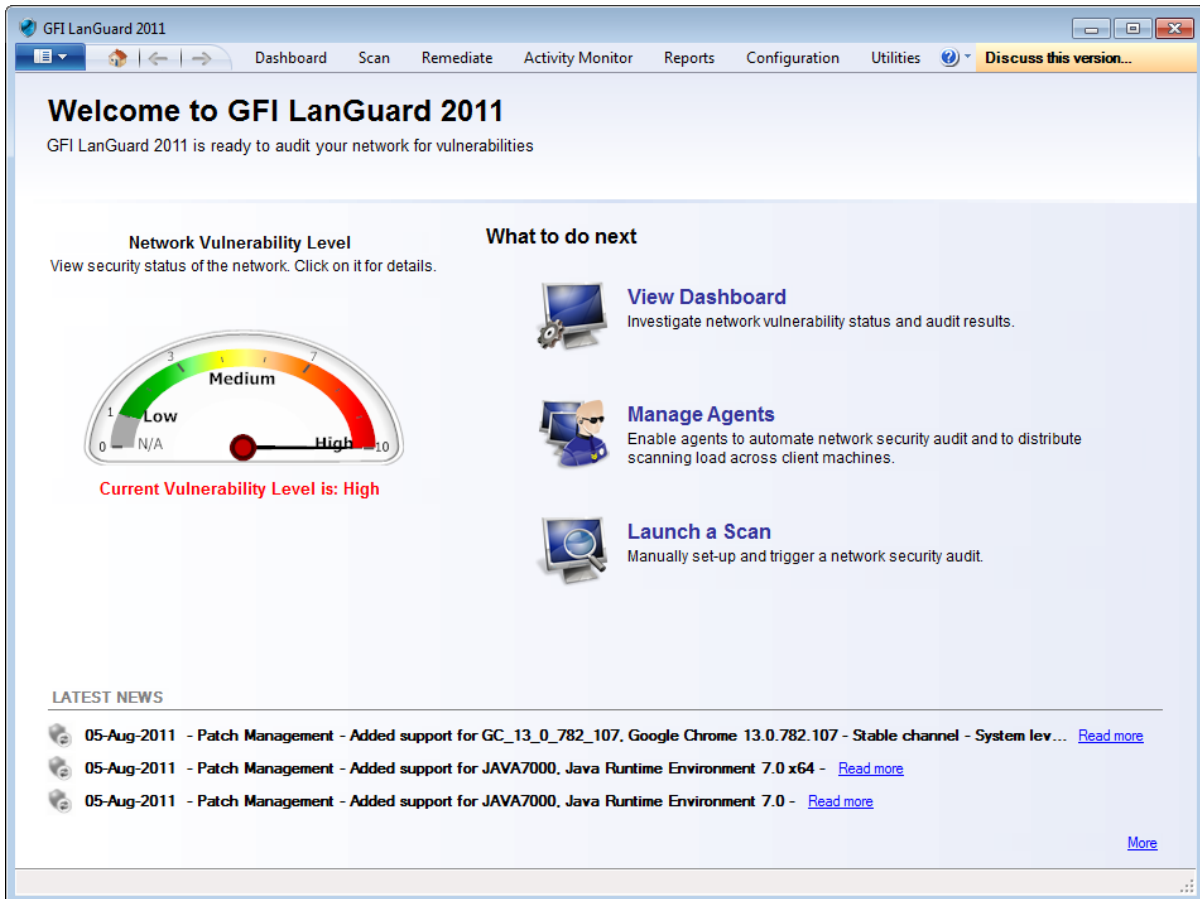 GFI LanGuard 2011
Dashboard Scan Remediate Activity Monitor Reports Configuration Utilities Discuss this version...
Welcome to GFI LanGuard 2011
GFI LanGuard 2011 is ready to audit your network for vulnerabilities
Network Vulnerability Level
View security status of the network. Click on it for details.
3 7
Medium
1 Low
0 N/A High 10
Current Vulnerability Level is: High
What to do next
View Dashboard
Investigate network vulnerability status and audit results.
Manage Agents
Enable agents to automate network security audit and to distribute
scanning load across client machines.
Launch a Scan
Manually set-up and trigger a network security audit.
LATEST NEWS
05-Aug-2011 - Patch Management - Added support for GC_13_0_782_107, Google Chrome 13.0.782.107 - Stable channel - System lev... Read more
05-Aug-2011 - Patch Management - Added support for JAVA7000, Java Runtime Environment 7.0 x64 - Read more
05-Aug-2011 - Patch Management - Added support for JAVA7000, Java Runtime Environment 7.0 - Read more
More